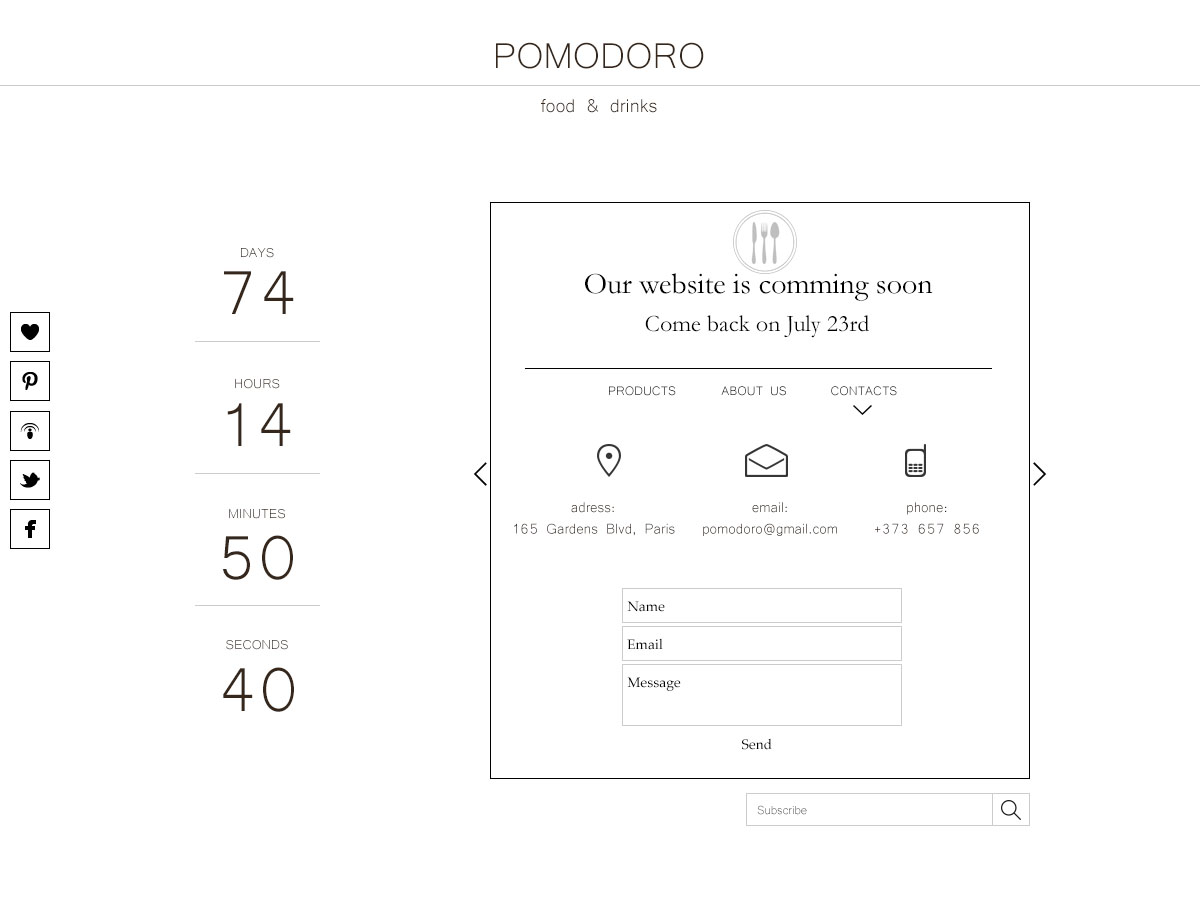 POMODORO
food & drinks
DAYS
74
HOURS
14
MINUTES
50
SECONDS
40
Our website is comming soon
Come back on July 23rd
PRODUCTS ABOUT US CONTACTS
adress: email: phone:
165 Gardens Blvd, Paris pomodoro@gmail.com +373 657 856
Name
Email
Message
Send
Subscribe